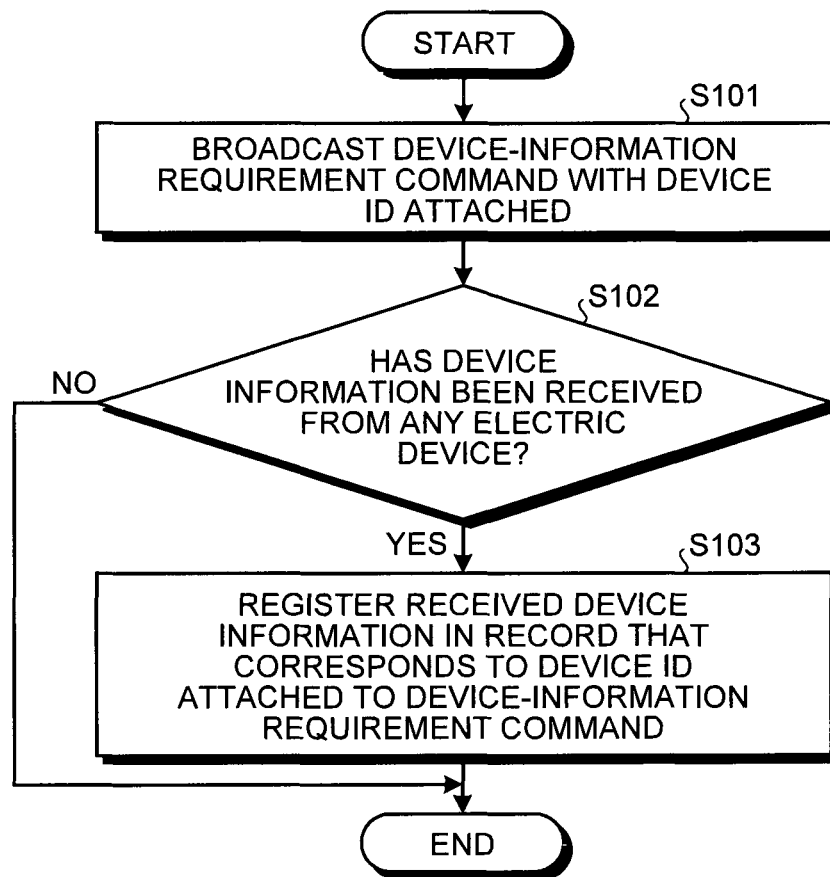 START
S101
BROADCAST DEVICE-INFORMATION
REQUIREMENT COMMAND WITH DEVICE
ID ATTACHED
S102
HAS DEVICE
INFORMATION BEEN RECEIVED
FROM ANY ELECTRIC
DEVICE?
NO
YES
S103
REGISTER RECEIVED DEVICE
INFORMATION IN RECORD THAT
CORRESPONDS TO DEVICE ID
ATTACHED TO DEVICE-INFORMATION
REQUIREMENT COMMAND
END